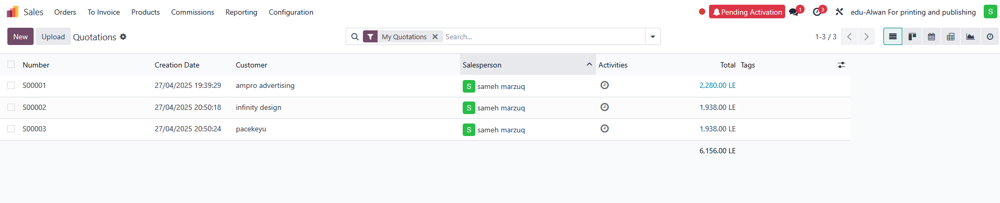 Sales Orders To Invoice Products Commissions Reporting Configuration Pending Activation 1 3 edu-Alwan For printing and publishing S
New Upload Quotations My Quotations Search... 1-3 / 3
Number Creation Date Customer Salesperson Activities Total Tags
S00001 27/04/2025 19:39:29 ampro advertising S sameh marzuq 2,280.00 LE
S00002 27/04/2025 20:50:18 infinity design S sameh marzuq 1,938.00 LE
S00003 27/04/2025 20:50:24 pacekeyu S sameh marzuq 1,938.00 LE
6,156.00 LE